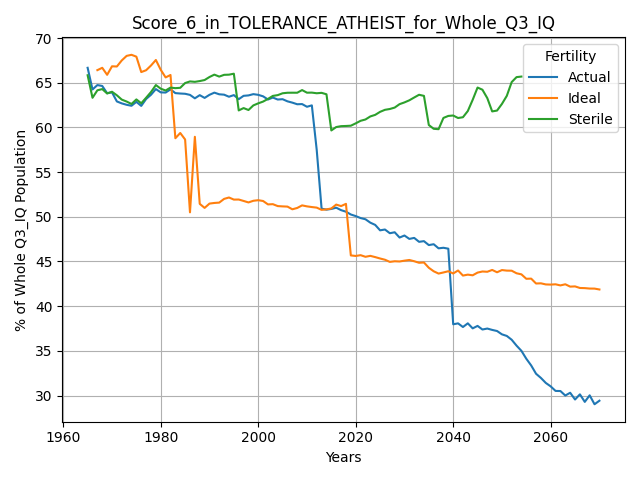 Score_6_in_TOLERANCE_ATHEIST_for_Whole_Q3_IQ
% of Whole Q3_IQ Population
70
65
60
55
50
45
40
35
30
Fertility
Actual
Ideal
Sterile
1960 1980 2000 2020 2040 2060
Years